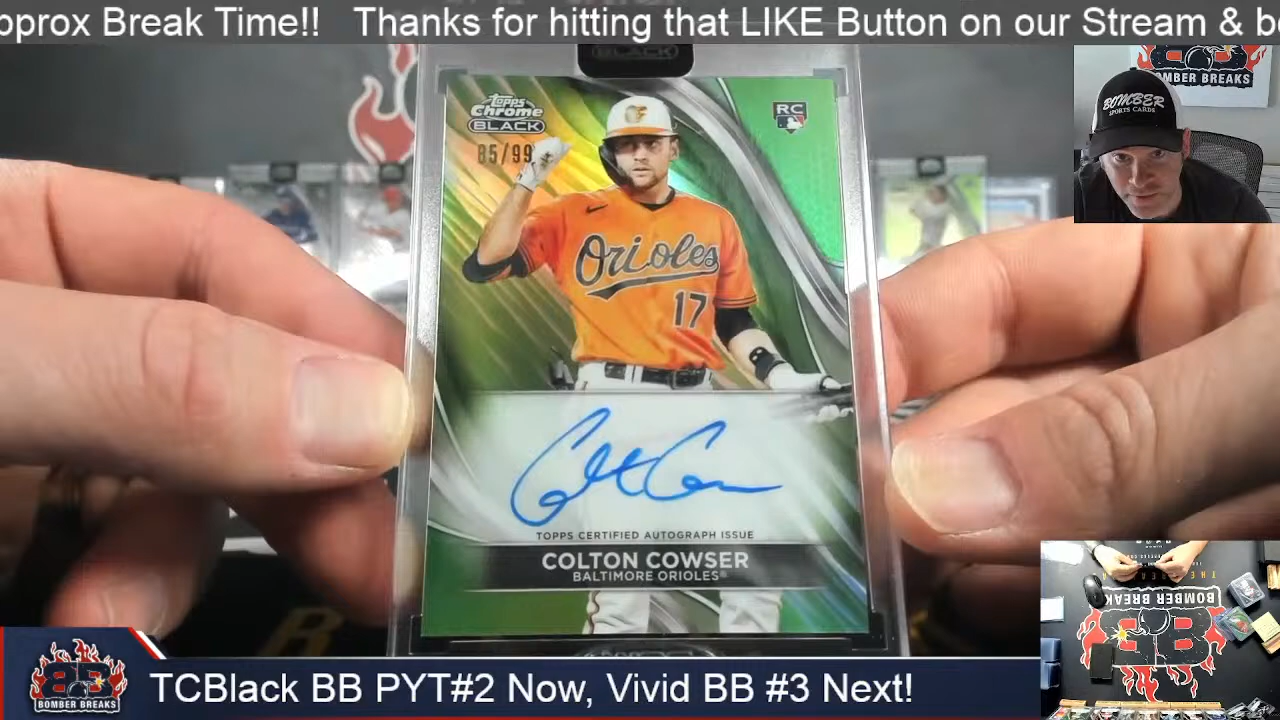 pprox Break Time!! Thanks for hitting that LIKE Button on our Stream & b
BLACK
BOMBER BREAKS
BOMBER
SPORTS CARDS
Topps
Chrome
BLACK
85/99
RC
Orioles
17
TOPPS CERTIFIED AUTOGRAPH ISSUE
COLTON COWSER
BALTIMORE ORIOLES®
BOMBER BREAK
BB
BOMBER BREAKS
TCBlack BB PYT#2 Now, Vivid BB #3 Next!